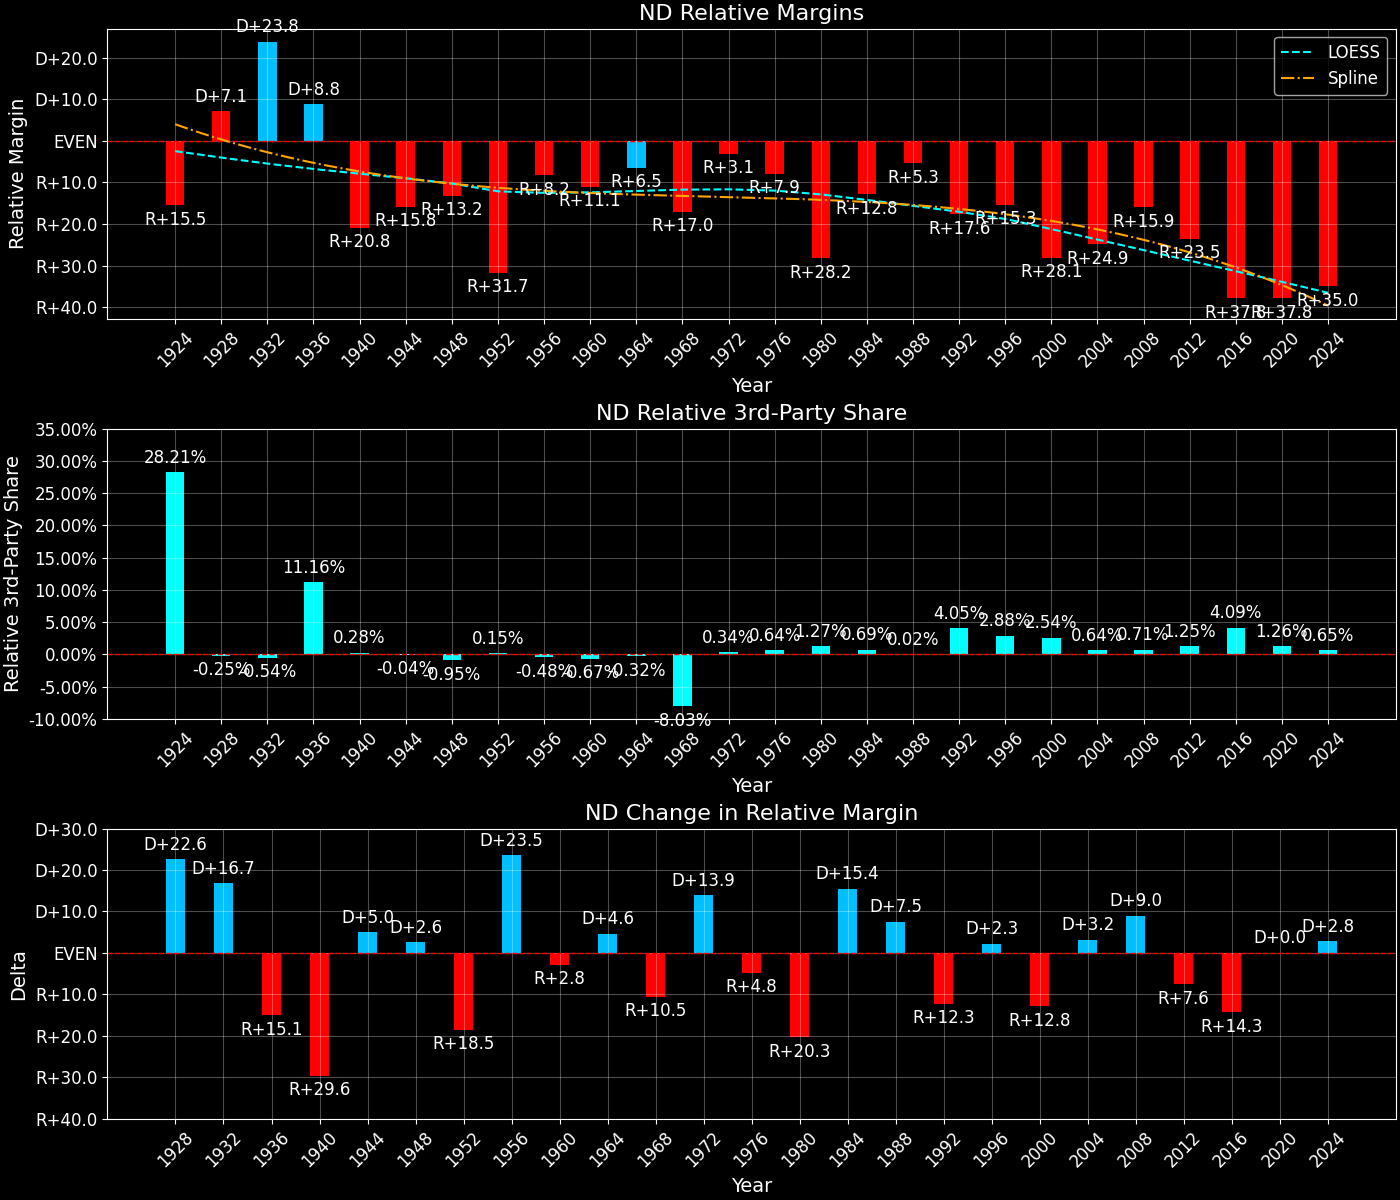 ND Relative Margins
Relative Margin
D+20.0
D+10.0
EVEN
R+10.0
R+20.0
R+30.0
R+40.0
LOESS
Spline
R+15.5
D+7.1
D+23.8
D+8.8
R+20.8
R+15.8
R+13.2
R+31.7
R+8.2
R+11.1
R+6.5
R+17.0
R+3.1
R+7.9
R+28.2
R+12.8
R+5.3
R+17.6
R+15.3
R+28.1
R+24.9
R+15.9
R+23.5
R+37.8
R+37.8
R+35.0
1924 1928 1932 1936 1940 1944 1948 1952 1956 1960 1964 1968 1972 1976 1980 1984 1988 1992 1996 2000 2004 2008 2012 2016 2020 2024
Year
ND Relative 3rd-Party Share
Relative 3rd-Party Share
35.00%
30.00%
25.00%
20.00%
15.00%
10.00%
5.00%
0.00%
-5.00%
-10.00%
28.21%
-0.25%
-0.54%
11.16%
0.28%
-0.04%
-0.95%
0.15%
-0.48%
-0.67%
-0.32%
-8.03%
0.34%
0.64%
1.27%
0.69%
0.02%
4.05%
2.88%
2.54%
0.64%
0.71%
1.25%
4.09%
1.26%
0.65%
1924 1928 1932 1936 1940 1944 1948 1952 1956 1960 1964 1968 1972 1976 1980 1984 1988 1992 1996 2000 2004 2008 2012 2016 2020 2024
Year
ND Change in Relative Margin
Delta
D+30.0
D+20.0
D+10.0
EVEN
R+10.0
R+20.0
R+30.0
R+40.0
D+22.6
D+16.7
R+15.1
R+29.6
D+5.0
D+2.6
R+18.5
D+23.5
R+2.8
D+4.6
R+10.5
D+13.9
R+4.8
R+20.3
D+15.4
D+7.5
R+12.3
D+2.3
R+12.8
D+3.2
D+9.0
R+7.6
R+14.3
D+0.0
D+2.8
1928 1932 1936 1940 1944 1948 1952 1956 1960 1964 1968 1972 1976 1980 1984 1988 1992 1996 2000 2004 2008 2012 2016 2020 2024
Year